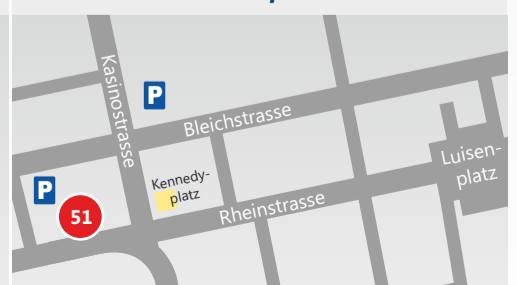 Kasinostrasse
P
Bleichstrasse
Kennedy-
platz
Luisen-
platz
P
51
Rheinstrasse